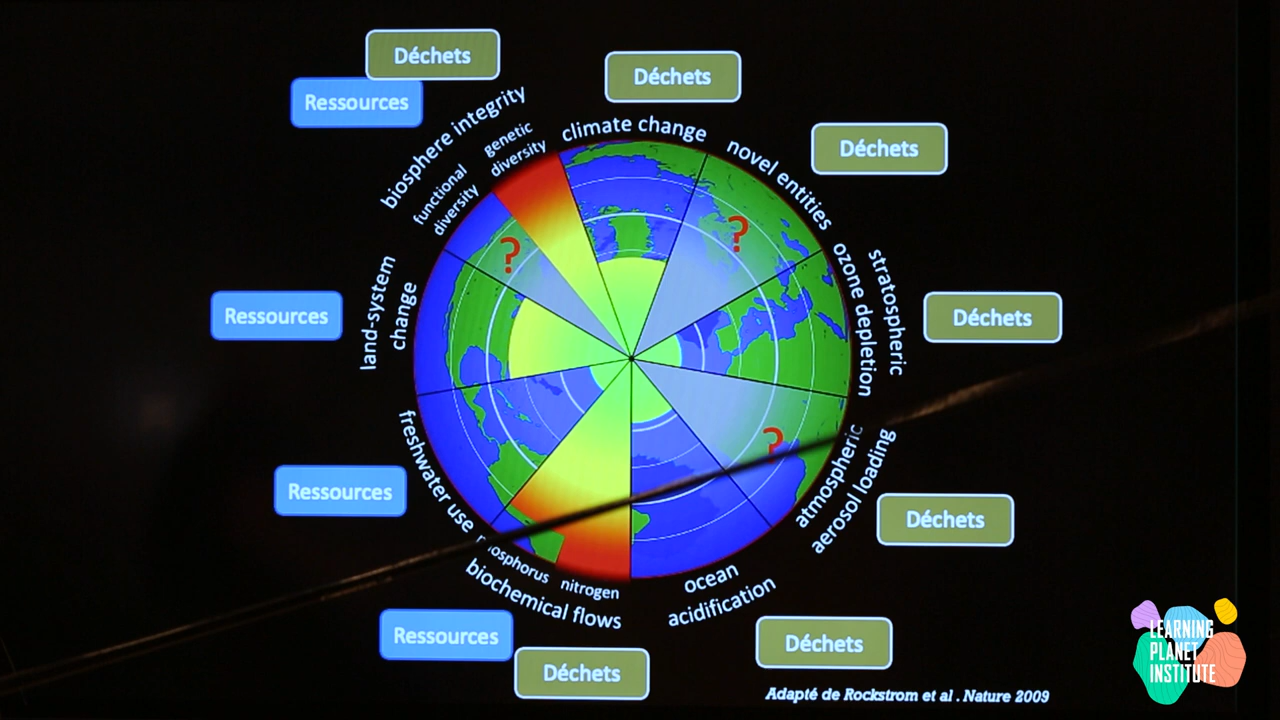 Déchets
Ressources
Déchets
Déchets
biosphere integrity
genetic
diversity
functional
diversity
climate change
novel entities
?
?
stratospheric
ozone depletion
Déchets
Ressources
land-system
change
Ressources
freshwater use
?
atmospheric
aerosol loading
Déchets
nitrogen
biochemical flows
ocean
acidification
Ressources
Déchets
Déchets
Adapté de Rockstrom et al . Nature 2009
LEARNING
PLANET
INSTITUTE